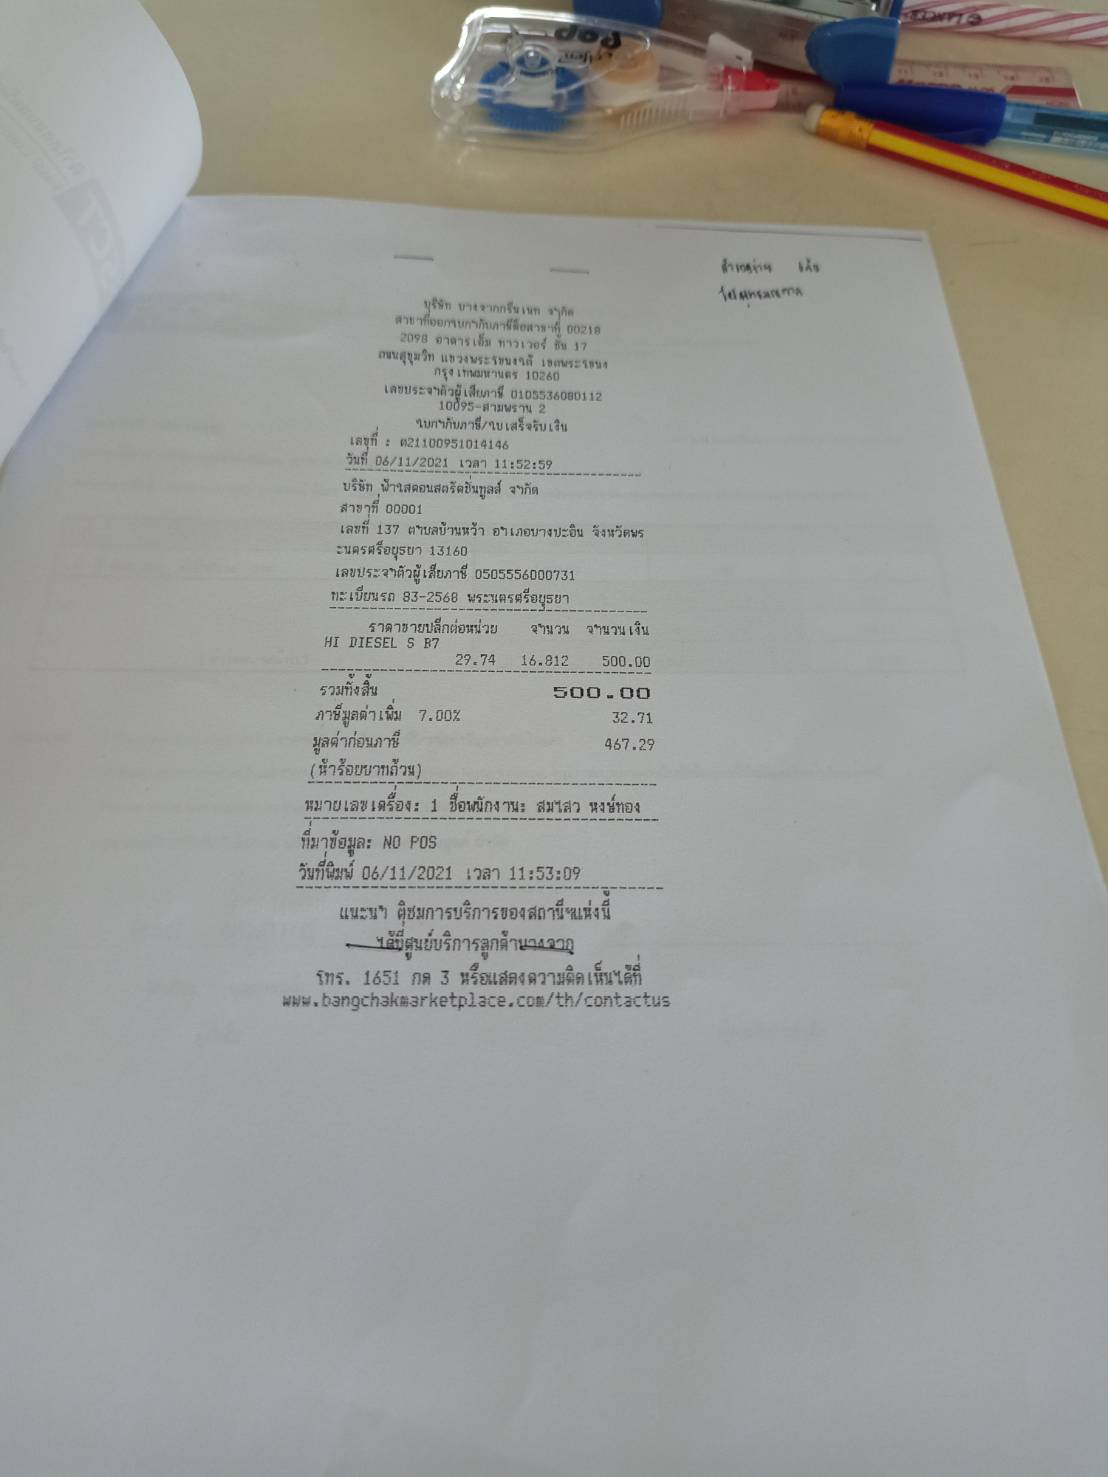 บริษัท บางจากกรีนเนท จำกัด
สาขาที่ออกใบกำกับภาษีคือสาขาที่ 00218
2098 อาคารเอ็ม ทาวเวอร์ ชั้น 17
ถนนสุขุมวิท แขวงพระโขนงใต้ เขตพระโขนง
กรุงเทพมหานคร 10260
เลขประจำตัวผู้เสียภาษี 0105536080112
10095-สามพราน 2
ใบกำกับภาษี/ใบเสร็จรับเงิน
เลขที่ : ต21100951014146
วันที่ 06/11/2021 เวลา 11:52:59
บริษัท ฟ้าใสคอนสตรัคชั่นทูลส์ จำกัด
สาขาที่ 00001
เลขที่ 137 ตำบลบ้านหว้า อำเภอบางปะอิน จังหวัดพร
ะนครศรีอยุธยา 13160
เลขประจำตัวผู้เสียภาษี 0505556000731
ทะเบียนรถ 83-2568 พระนครศรีอยุธยา
ราคาขายปลีกต่อหน่วย จำนวน จำนวนเงิน
HI DIESEL S B7
29.74 16.812 500.00
รวมทั้งสิ้น 500.00
ภาษีมูลค่าเพิ่ม 7.00% 32.71
มูลค่าก่อนภาษี 467.29
(ห้าร้อยบาทถ้วน)
หมายเลขเครื่อง: 1 ชื่อพนักงาน: สมใสว หงษ์ทอง
ที่มาข้อมูล: NO POS
วันที่พิมพ์ 06/11/2021 เวลา 11:53:09
แนะนำ ติชมการบริการของสถานีฯแห่งนี้
ได้ที่ศูนย์บริการลูกค้าบางจาก
โทร. 1651 กด 3 หรือแสดงความคิดเห็นได้ที่
www.bangchakmarketplace.com/th/contactus